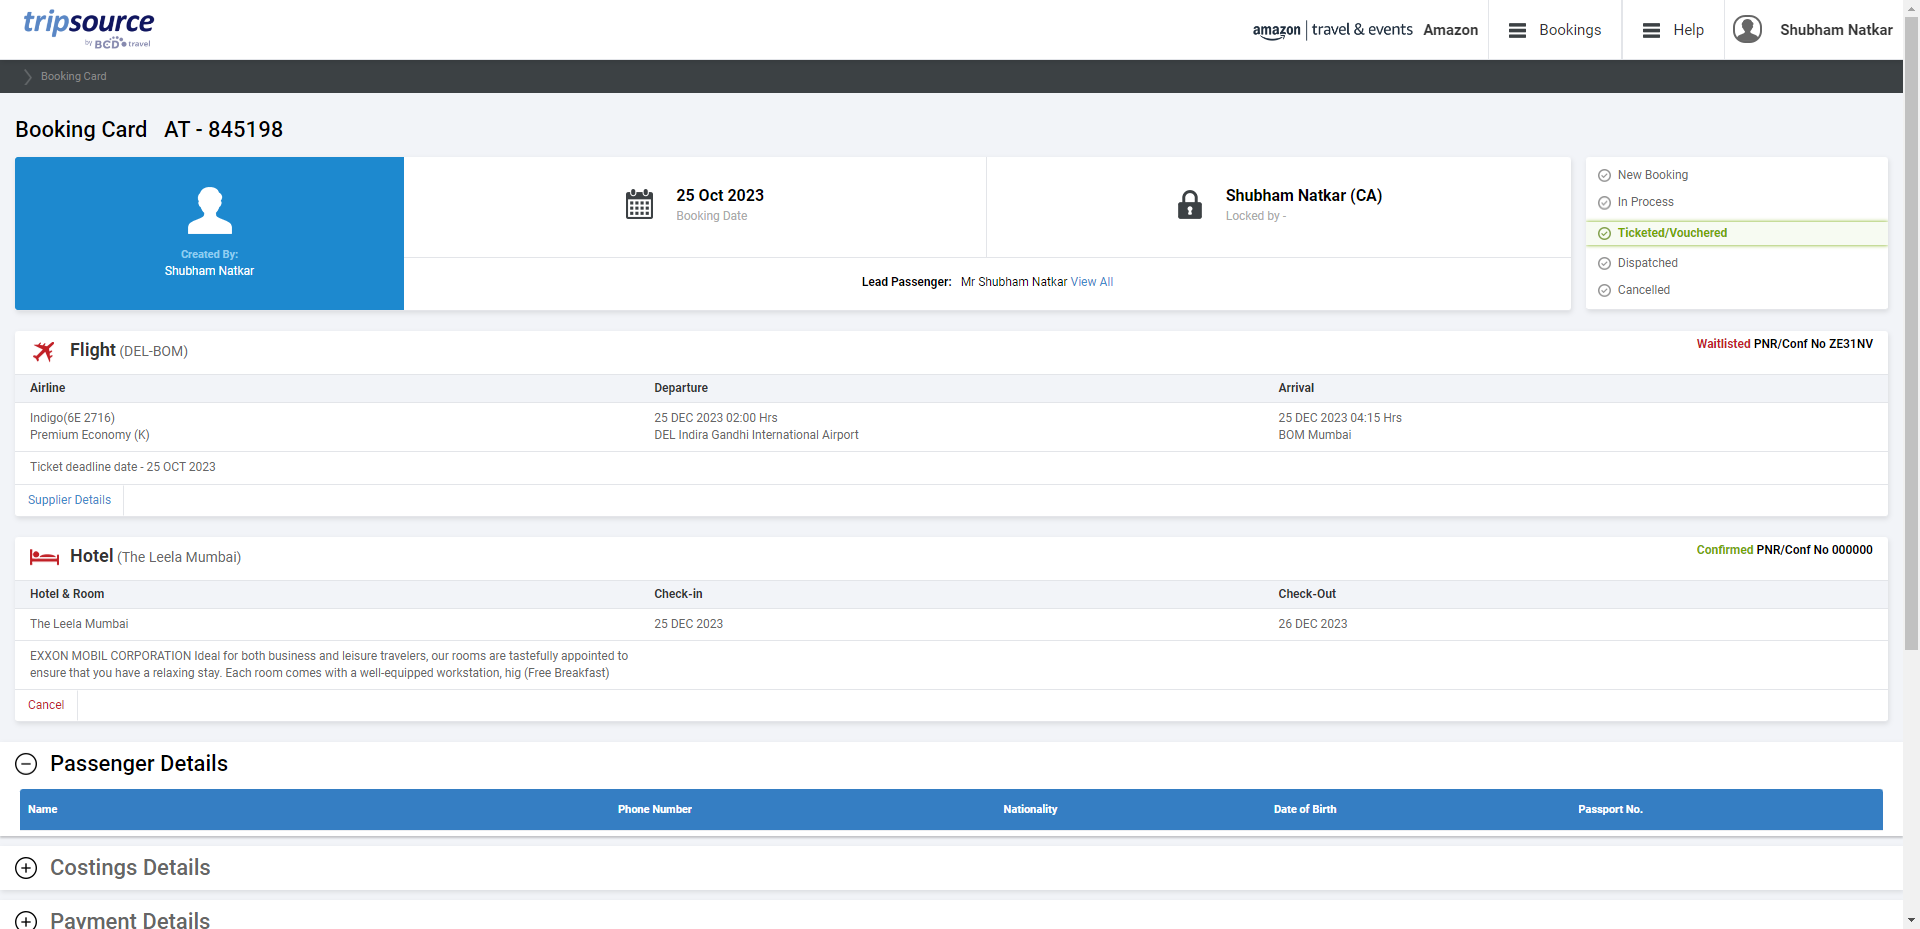 tripsource
by BCD travel
amazon | travel & events Amazon
Bookings
Help
Shubham Natkar
Booking Card
Booking Card AT - 845198
Created By:
Shubham Natkar
25 Oct 2023
Booking Date
Shubham Natkar (CA)
Locked by -
Lead Passenger: Mr Shubham Natkar View All
New Booking
In Process
Ticketed/Vouchered
Dispatched
Cancelled
Flight (DEL-BOM)
Waitlisted PNR/Conf No ZE31NV
Airline Departure Arrival
Indigo(6E 2716) 25 DEC 2023 02:00 Hrs 25 DEC 2023 04:15 Hrs
Premium Economy (K) DEL Indira Gandhi International Airport BOM Mumbai
Ticket deadline date - 25 OCT 2023
Supplier Details
Hotel (The Leela Mumbai)
Confirmed PNR/Conf No 000000
Hotel & Room Check-in Check-Out
The Leela Mumbai 25 DEC 2023 26 DEC 2023
EXXON MOBIL CORPORATION Ideal for both business and leisure travelers, our rooms are tastefully appointed to
ensure that you have a relaxing stay. Each room comes with a well-equipped workstation, hig (Free Breakfast)
Cancel
Passenger Details
Name Phone Number Nationality Date of Birth Passport No.
Costings Details
Payment Details